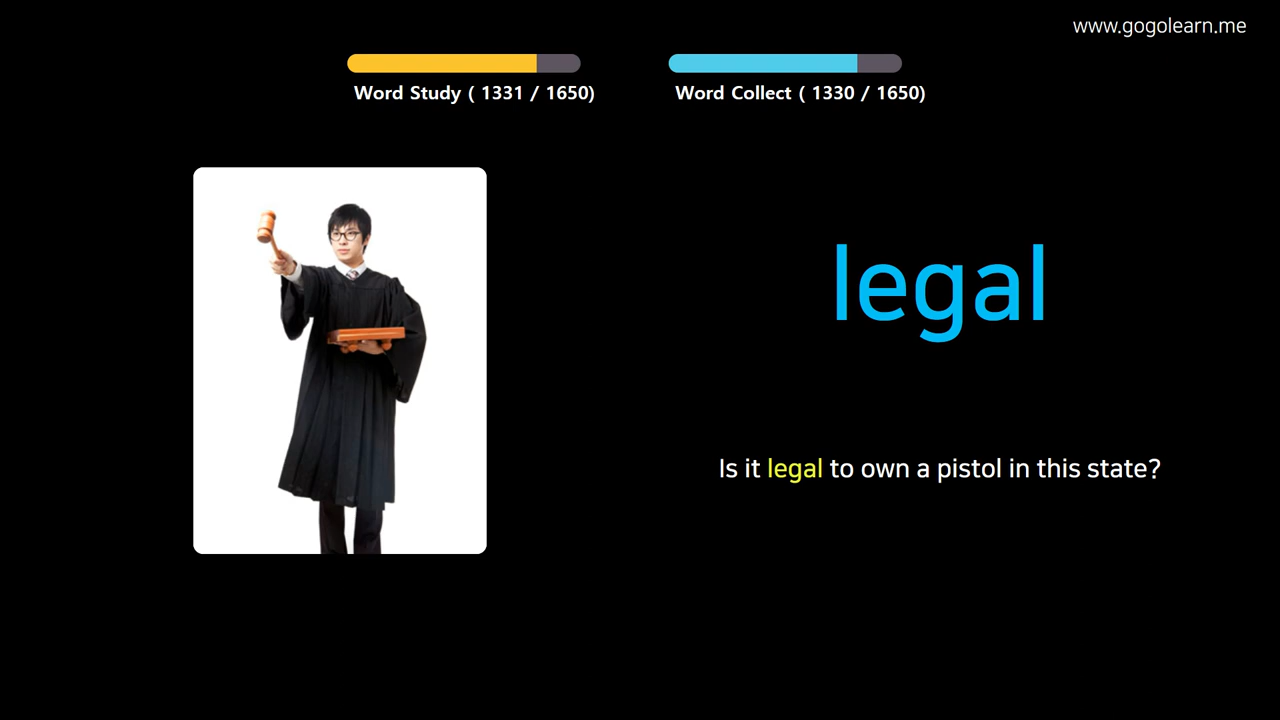 www.gogolearn.me
Word Study ( 1331 / 1650)
Word Collect ( 1330 / 1650)
legal
Is it legal to own a pistol in this state?